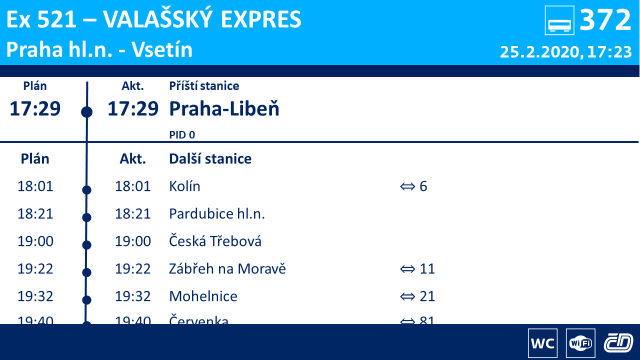 Ex 521 – VALAŠSKÝ EXPRES 372
Praha hl.n. - Vsetín 25.2.2020, 17:23
Plán Akt. Příští stanice
17:29 17:29 Praha-Libeň
PID 0
Plán Akt. Další stanice
18:01 18:01 Kolín ⇔ 6
18:21 18:21 Pardubice hl.n.
19:00 19:00 Česká Třebová
19:22 19:22 Zábřeh na Moravě ⇔ 11
19:32 19:32 Mohelnice ⇔ 21
19:40 19:40 Červenka ⇔ 81
WC WiFi ČD